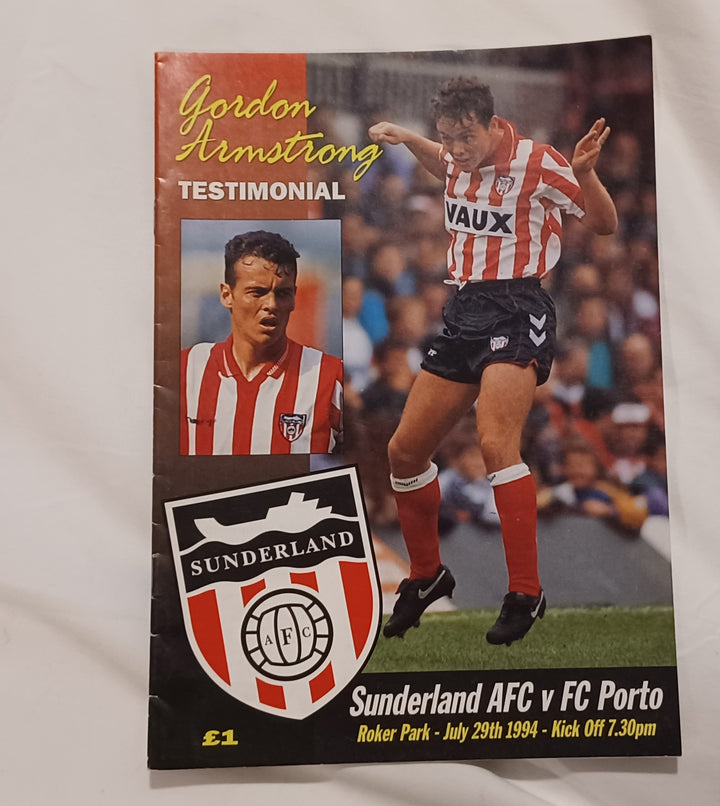 Gordon
Armstrong
TESTIMONIAL
VAUX
SUNDERLAND
A F C
Sunderland AFC v FC Porto
Roker Park - July 29th 1994 - Kick Off 7.30pm
£1